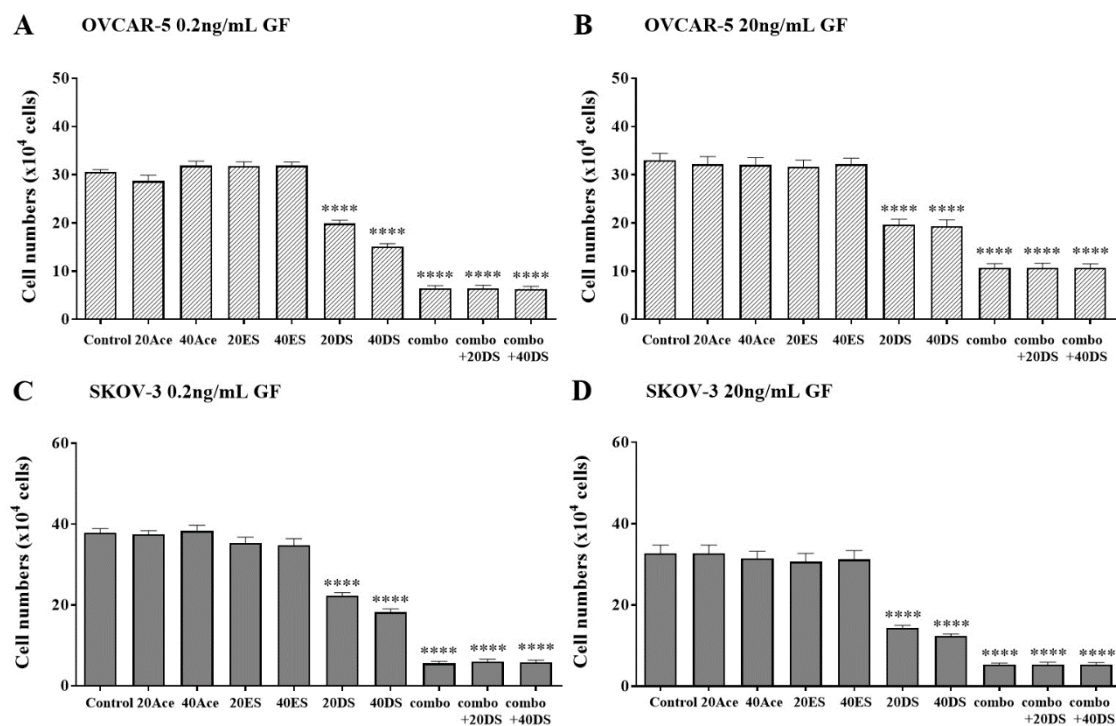 A OVCAR-5 0.2ng/mL GF
Cell numbers (x10⁴ cells)
50
40
30
20
10
0
**** **** **** **** ****
Control 20Ace 40Ace 20ES 40ES 20DS 40DS combo combo combo
+20DS +40DS
B OVCAR-5 20ng/mL GF
Cell numbers (x10⁴ cells)
50
40
30
20
10
0
**** **** **** **** ****
Control 20Ace 40Ace 20ES 40ES 20DS 40DS combo combo combo
+20DS +40DS
C SKOV-3 0.2ng/mL GF
Cell numbers (x10⁴ cells)
60
40
20
0
**** **** **** **** ****
Control 20Ace 40Ace 20ES 40ES 20DS 40DS combo combo combo
+20DS +40DS
D SKOV-3 20ng/mL GF
Cell numbers (x10⁴ cells)
60
40
20
0
**** **** **** **** ****
Control 20Ace 40Ace 20ES 40ES 20DS 40DS combo combo combo
+20DS +40DS